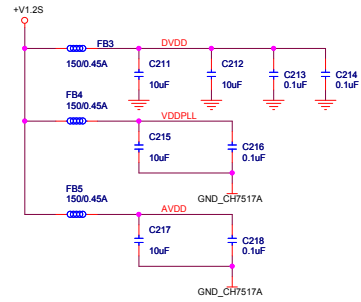 +V1.2S
FB3
DVDD
150/0.45A
C211
10uF
C212
10uF
C213
0.1uF
C214
0.1uF
FB4
VDDPLL
150/0.45A
C215
10uF
C216
0.1uF
GND_CH7517A
FB5
AVDD
150/0.45A
C217
10uF
C218
0.1uF
GND_CH7517A